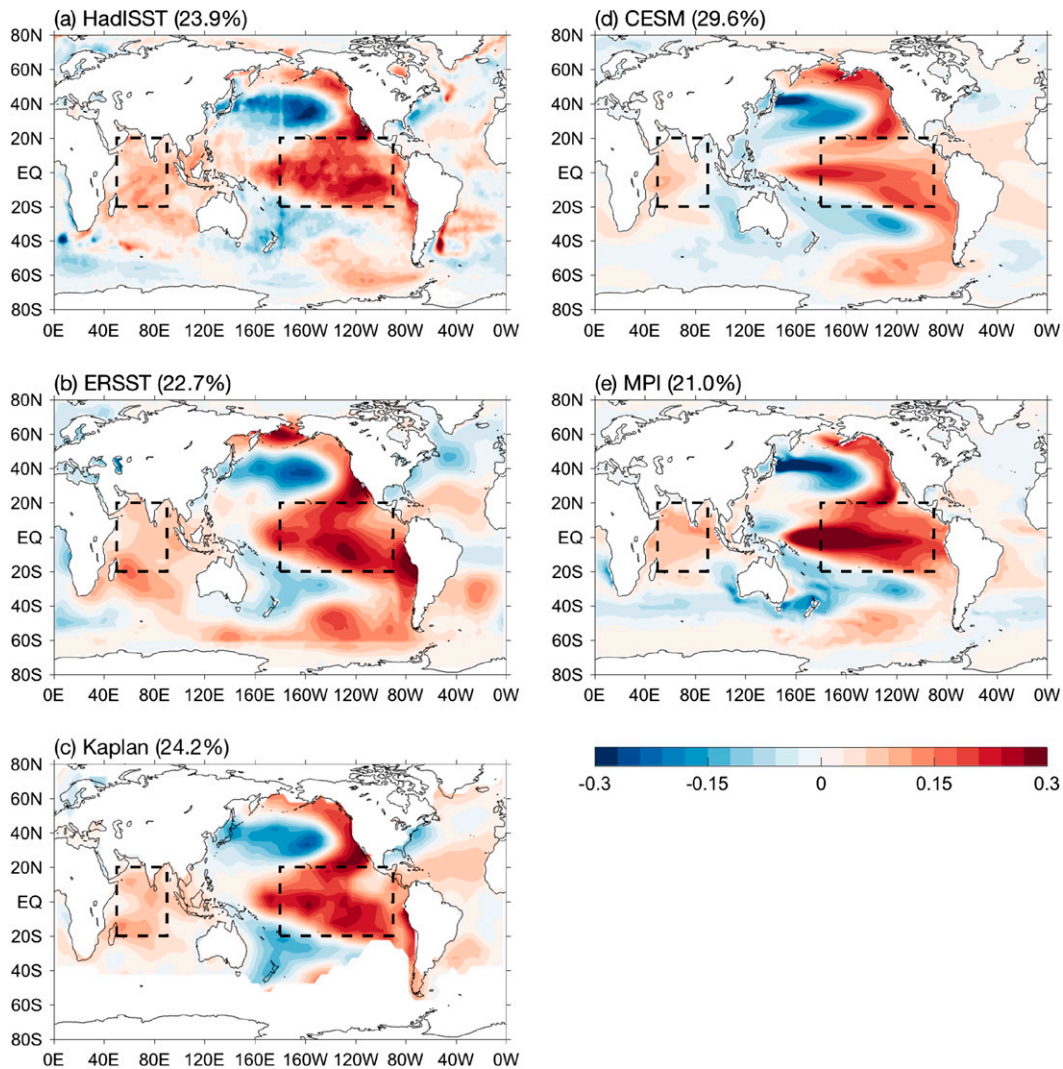 (a) HadISST (23.9%)
80N
60N
40N
20N
EQ
20S
40S
60S
80S
0E 40E 80E 120E 160E 160W 120W 80W 40W 0W
(d) CESM (29.6%)
80N
60N
40N
20N
EQ
20S
40S
60S
80S
0E 40E 80E 120E 160E 160W 120W 80W 40W 0W
(b) ERSST (22.7%)
80N
60N
40N
20N
EQ
20S
40S
60S
80S
0E 40E 80E 120E 160E 160W 120W 80W 40W 0W
(e) MPI (21.0%)
80N
60N
40N
20N
EQ
20S
40S
60S
80S
0E 40E 80E 120E 160E 160W 120W 80W 40W 0W
(c) Kaplan (24.2%)
80N
60N
40N
20N
EQ
20S
40S
60S
80S
0E 40E 80E 120E 160E 160W 120W 80W 40W 0W
-0.3 -0.15 0 0.15 0.3